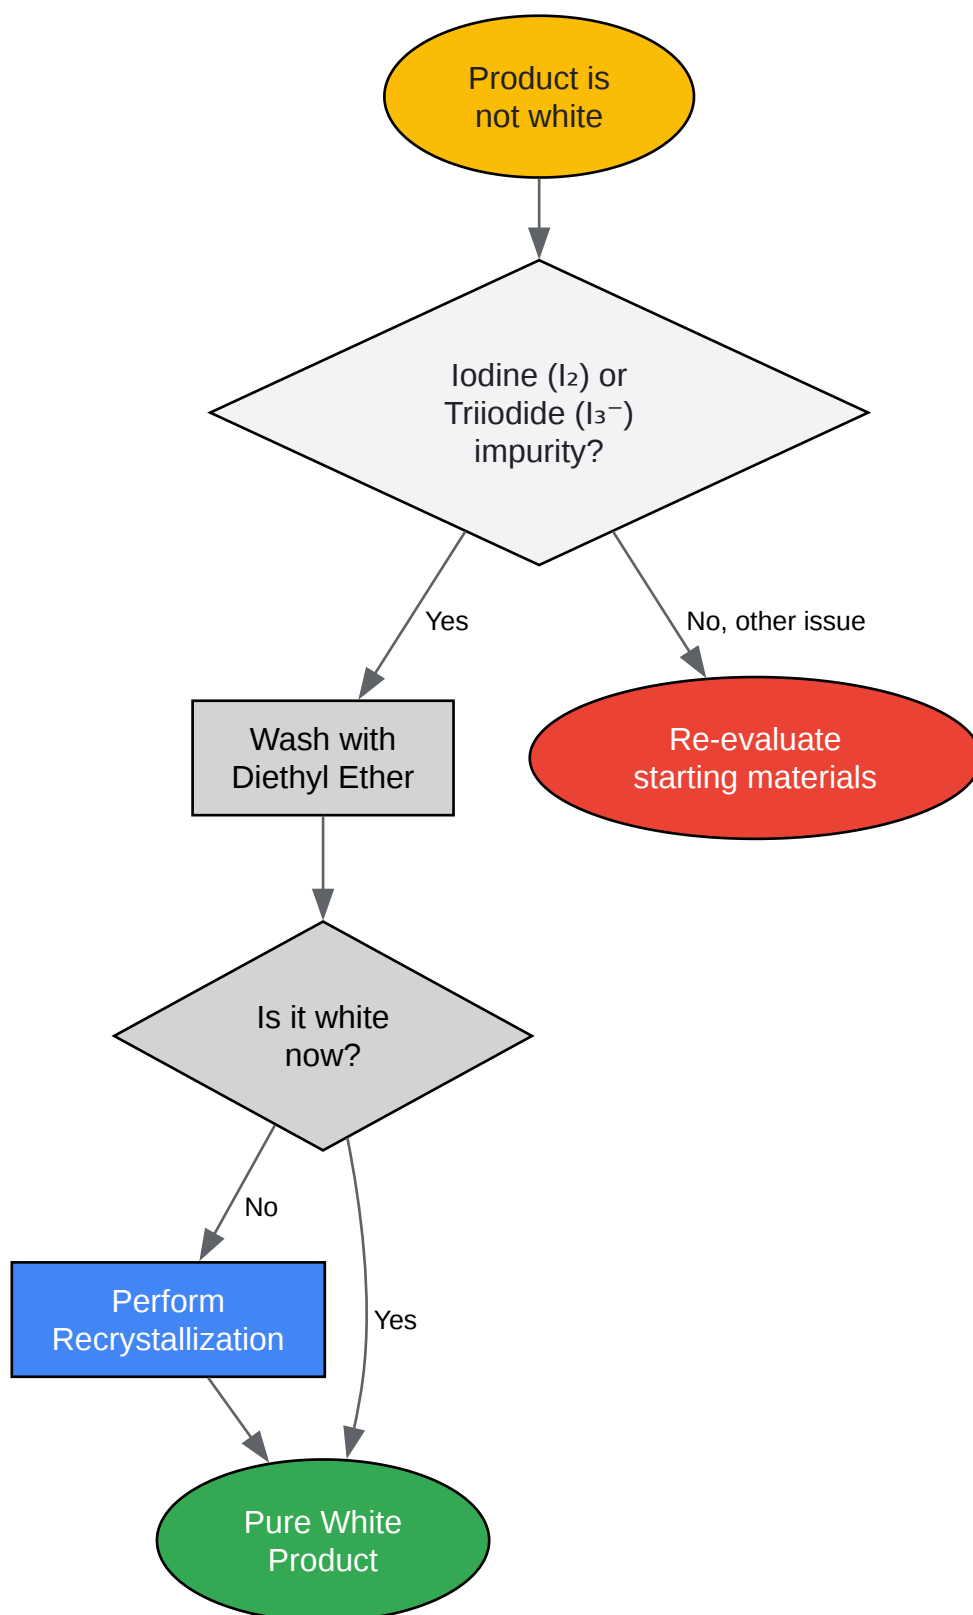 Product is
not white
Iodine (I₂) or
Triiodide (I₃⁻)
impurity?
Yes
No, other issue
Wash with
Diethyl Ether
Re-evaluate
starting materials
Is it white
now?
No
Yes
Perform
Recrystallization
Pure White
Product